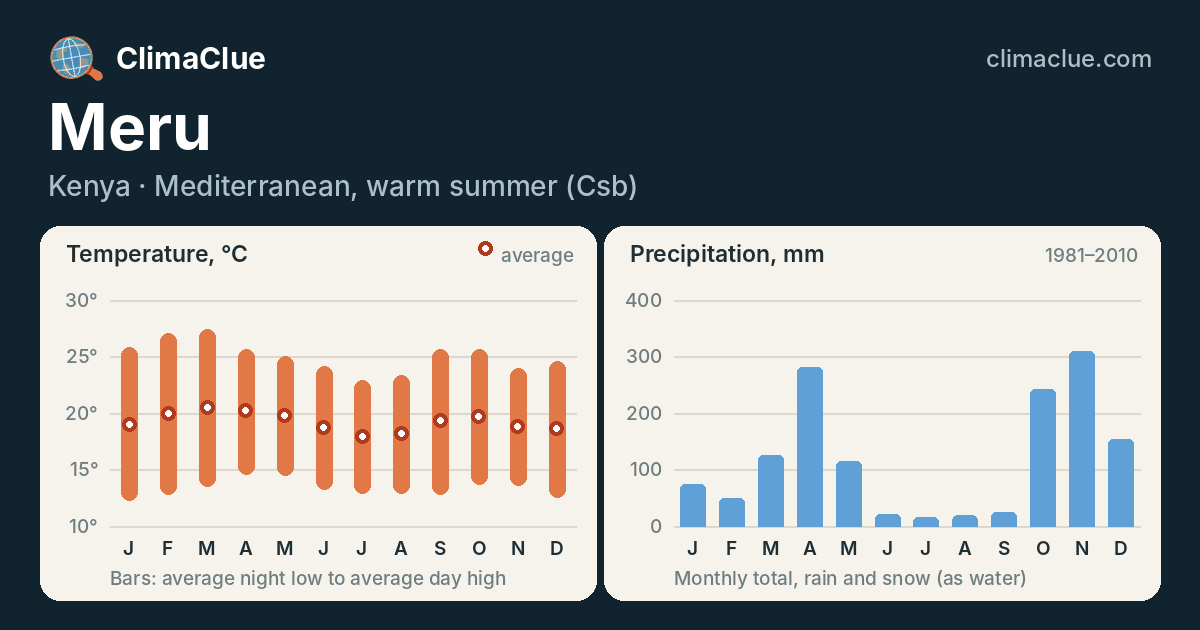 ClimaClue
climaclue.com
Meru
Kenya · Mediterranean, warm summer (Csb)
Temperature, °C
average
30°
25°
20°
15°
10°
J F M A M J J A S O N D
Bars: average night low to average day high
Precipitation, mm
1981–2010
400
300
200
100
0
J F M A M J J A S O N D
Monthly total, rain and snow (as water)